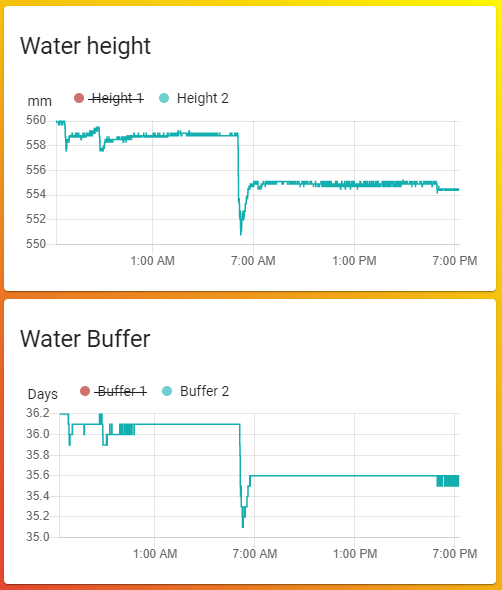 Water height
mm Height 1 Height 2
560
558
556
554
552
550
1:00 AM 7:00 AM 1:00 PM 7:00 PM
Water Buffer
Days Buffer 1 Buffer 2
36.2
36.0
35.8
35.6
35.4
35.2
35.0
1:00 AM 7:00 AM 1:00 PM 7:00 PM